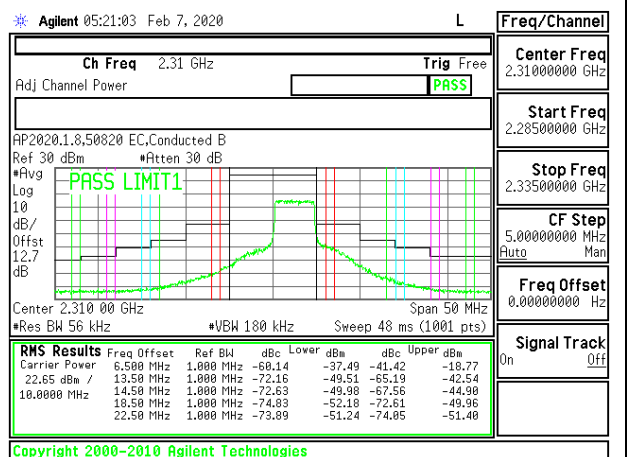 Agilent 05:21:03 Feb 7, 2020 L Freq/Channel
Ch Freq 2.31 GHz Trig Free
Adj Channel Power PASS
Center Freq
2.31000000 GHz
Start Freq
2.28500000 GHz
AP2020.1.8,50820 EC,Conducted B
Ref 30 dBm #Atten 30 dB
#Avg
Log
10
dB/
Offst
12.7
dB
PASS LIMIT1
Stop Freq
2.33500000 GHz
CF Step
5.00000000 MHz
Auto Man
Freq Offset
0.00000000 Hz
Center 2.310 00 GHz Span 50 MHz
#Res BW 56 kHz #VBW 180 kHz Sweep 48 ms (1001 pts)
Signal Track
On Off
RMS Results Freq Offset Ref BW dBc Lower dBm dBc Upper dBm
Carrier Power 6.500 MHz 1.000 MHz -60.14 -37.49 -41.42 -18.77
22.65 dBm / 13.50 MHz 1.000 MHz -72.16 -49.51 -65.19 -42.54
10.0000 MHz 14.50 MHz 1.000 MHz -72.63 -49.98 -67.56 -44.90
18.50 MHz 1.000 MHz -74.83 -52.18 -72.61 -49.96
22.50 MHz 1.000 MHz -73.89 -51.24 -74.05 -51.40
Copyright 2000-2010 Agilent Technologies